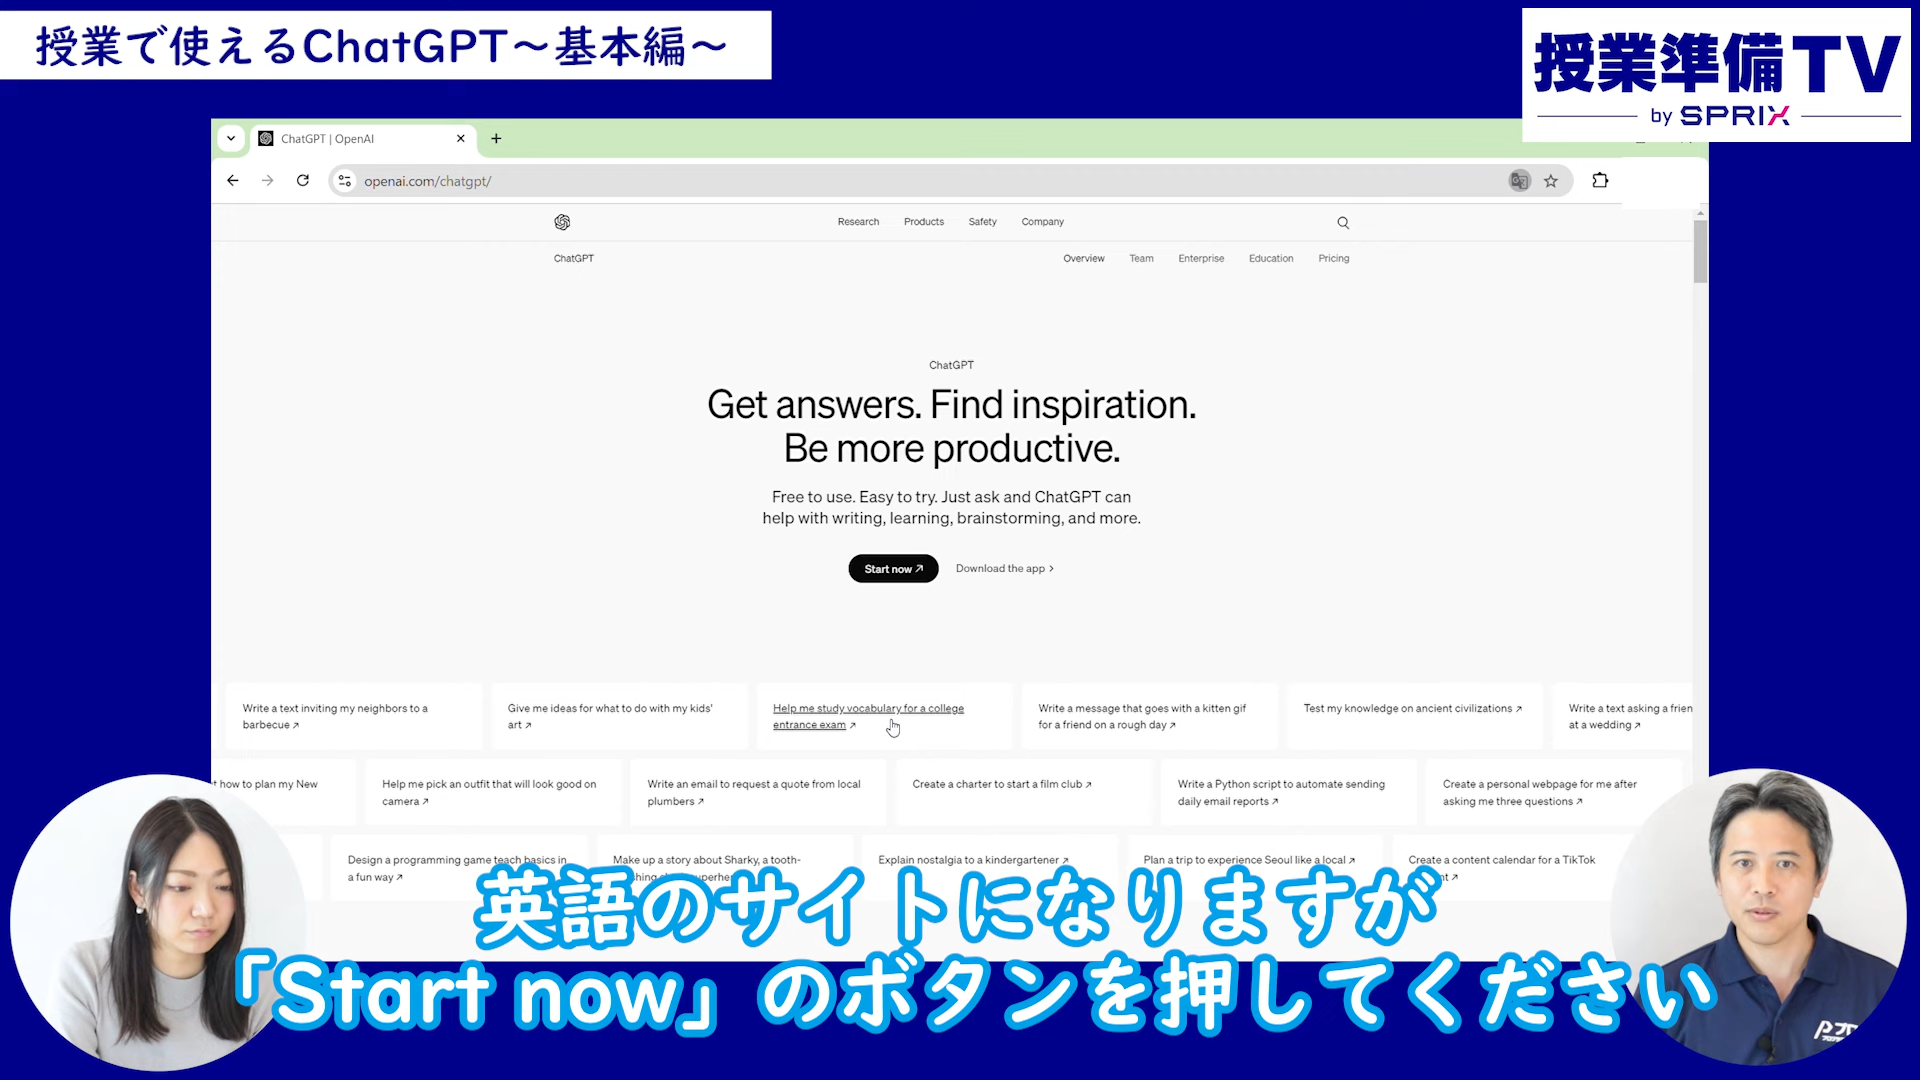 授業で使えるChatGPT～基本編～
授業準備TV
by SPRIX
ChatGPT | OpenAI
openai.com/chatgpt/
Research Products Safety Company
ChatGPT
Overview Team Enterprise Education Pricing
ChatGPT
Get answers. Find inspiration.
Be more productive.
Free to use. Easy to try. Just ask and ChatGPT can
help with writing, learning, brainstorming, and more.
Start now ↗
Download the app ›
Write a text inviting my neighbors to a
barbecue ↗
Give me ideas for what to do with my kids'
art ↗
Help me study vocabulary for a college
entrance exam ↗
Write a message that goes with a kitten gif
for a friend on a rough day ↗
Test my knowledge on ancient civilizations ↗
Write a text asking a frien
at a wedding ↗
t how to plan my New
Help me pick an outfit that will look good on
camera ↗
Write an email to request a quote from local
plumbers ↗
Create a charter to start a film club ↗
Write a Python script to automate sending
daily email reports ↗
Create a personal webpage for me after
asking me three questions ↗
Design a programming game teach basics in
a fun way ↗
Make up a story about Sharky, a tooth-
Explain nostalgia to a kindergartener ↗
Plan a trip to experience Seoul like a local ↗
Create a content calendar for a TikTok
英語のサイトになりますが
「Start now」のボタンを押してください